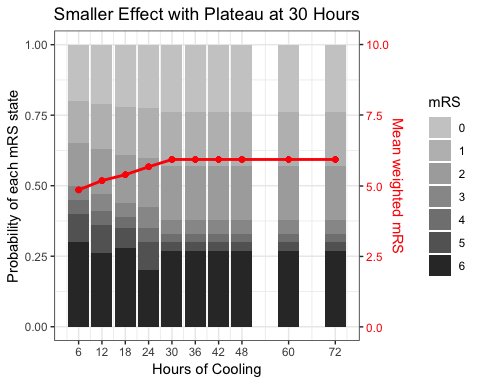 Smaller Effect with Plateau at 30 Hours
1.00
0.75
0.50
0.25
0.00
Probability of each mRS state
10.0
7.5
5.0
2.5
0.0
Mean weighted mRS
6 12 18 24 30 36 42 48 60 72
Hours of Cooling
mRS
0
1
2
3
4
5
6